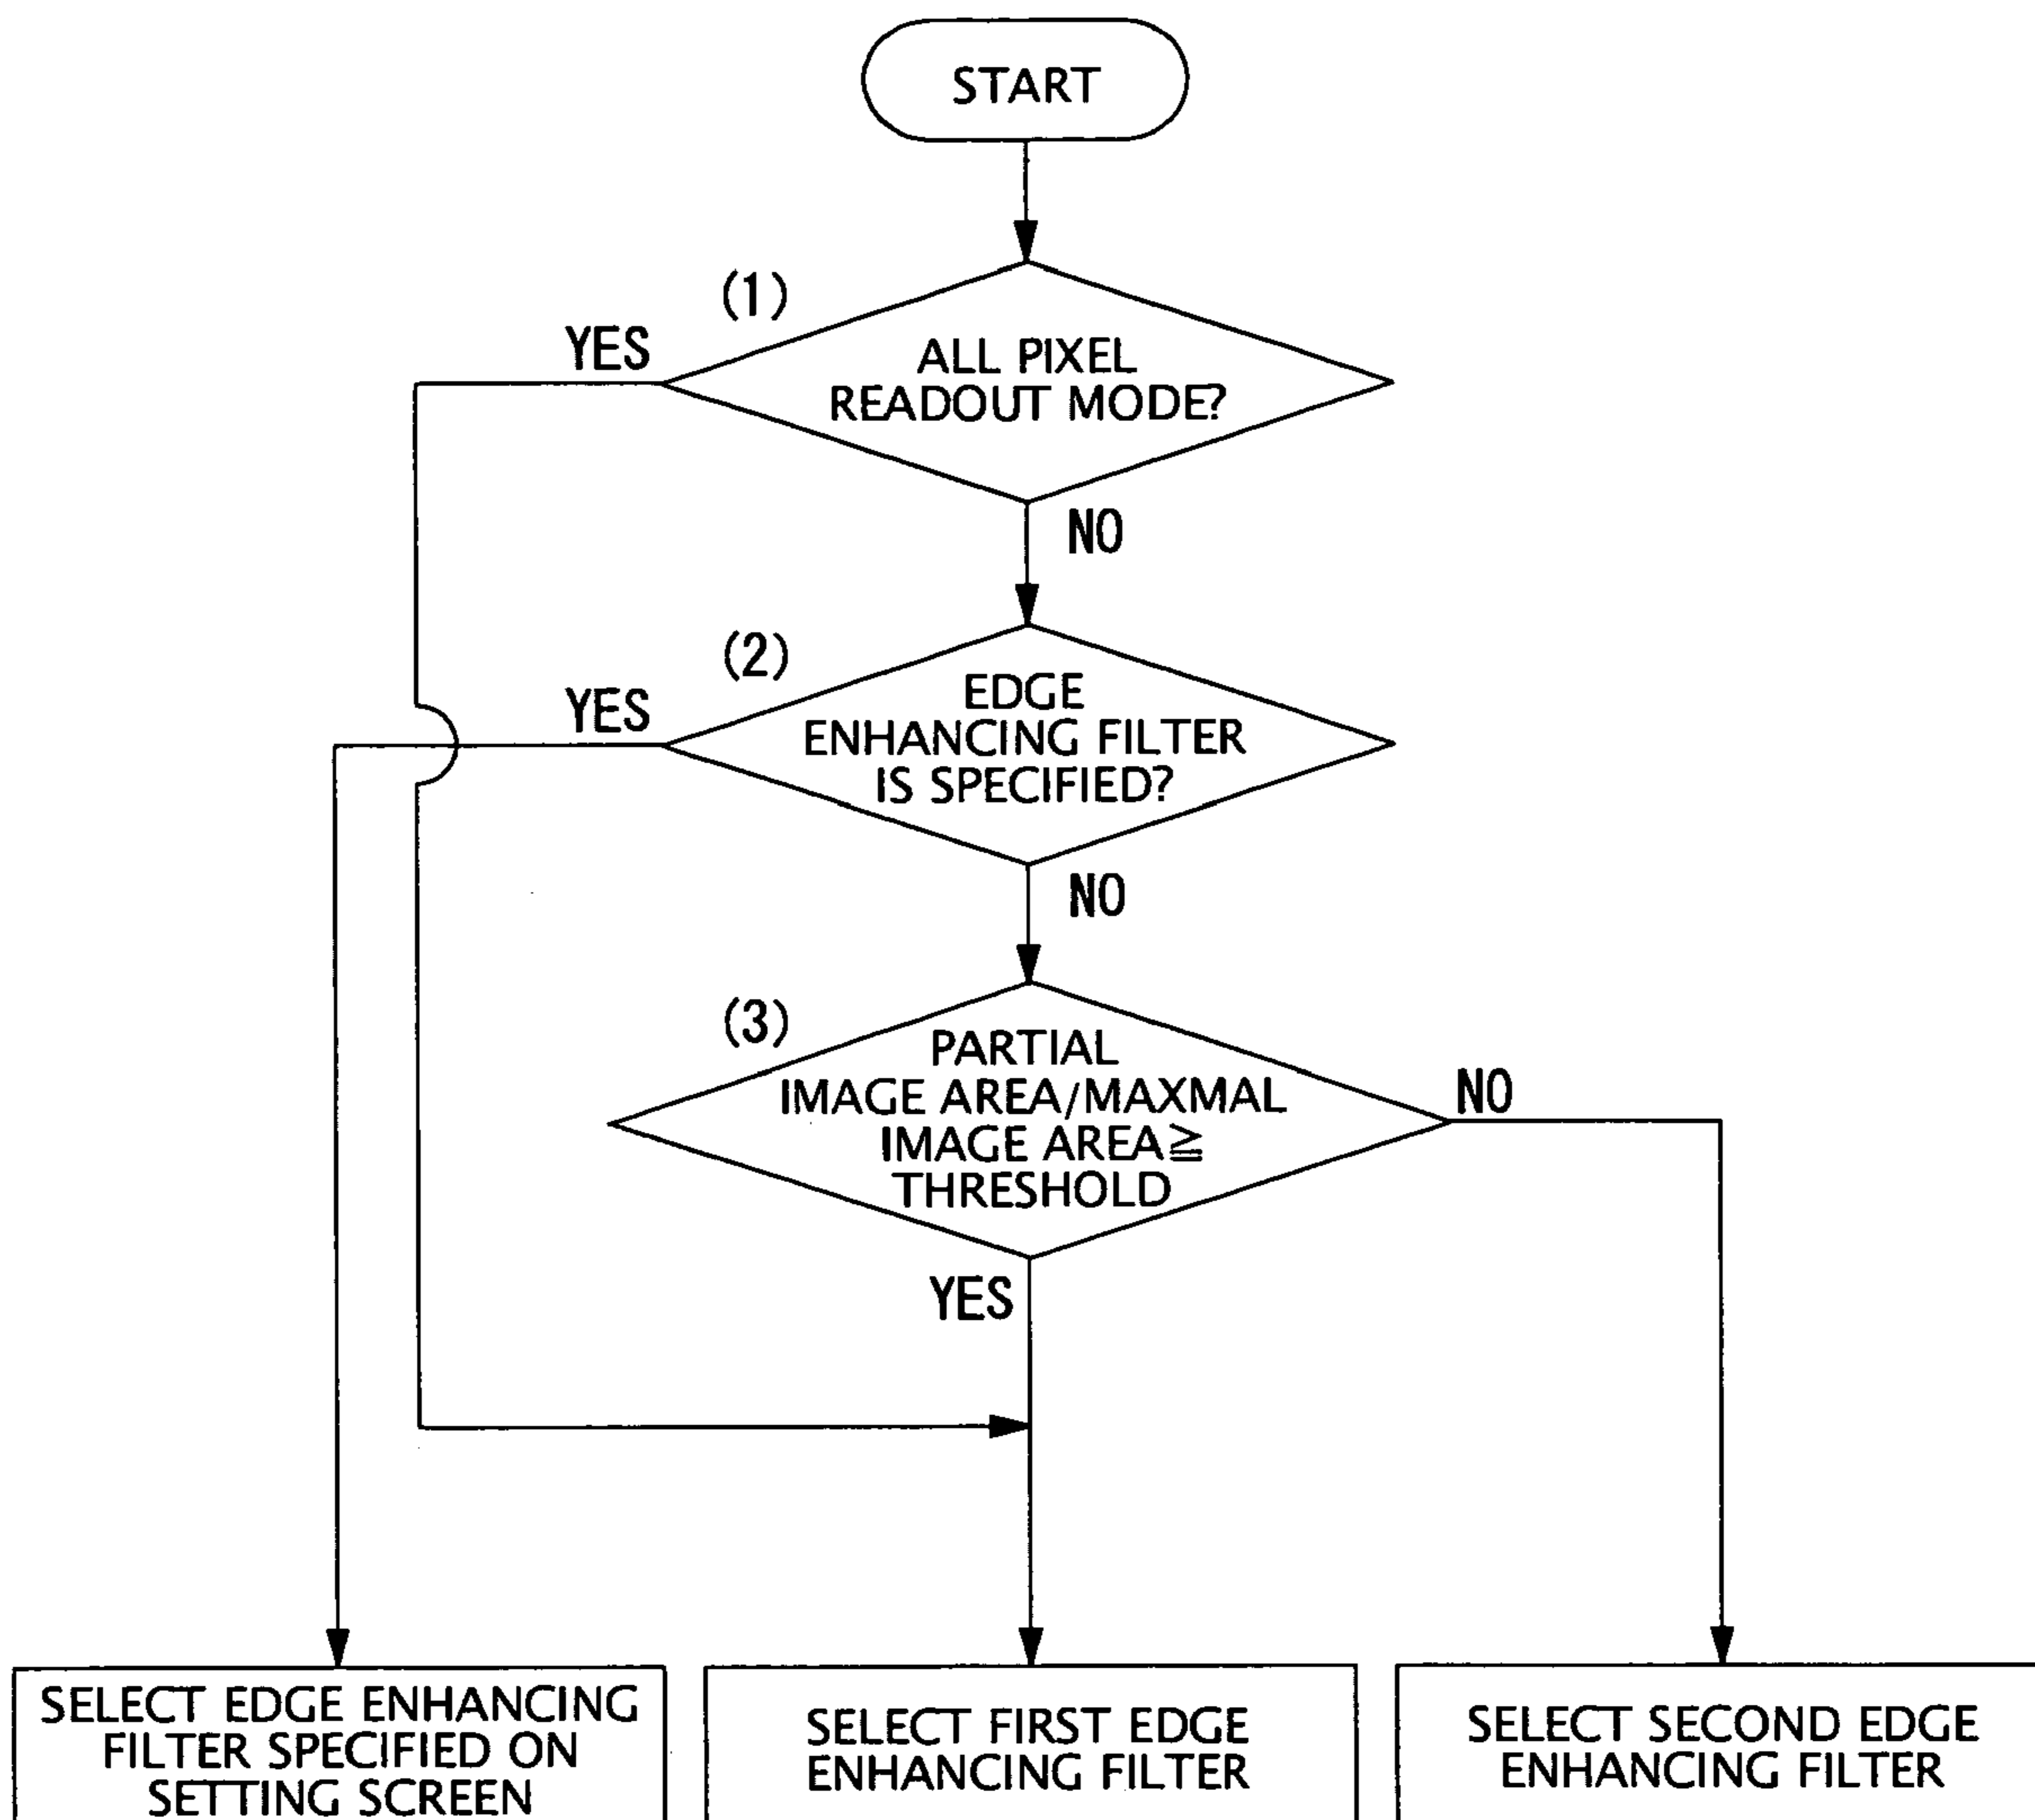 START
(1)
YES
ALL PIXEL
READOUT MODE?
NO
(2)
YES
EDGE
ENHANCING FILTER
IS SPECIFIED?
NO
(3)
PARTIAL
IMAGE AREA/MAXMAL
IMAGE AREA≧
THRESHOLD
NO
YES
SELECT EDGE ENHANCING
FILTER SPECIFIED ON
SETTING SCREEN
SELECT FIRST EDGE
ENHANCING FILTER
SELECT SECOND EDGE
ENHANCING FILTER